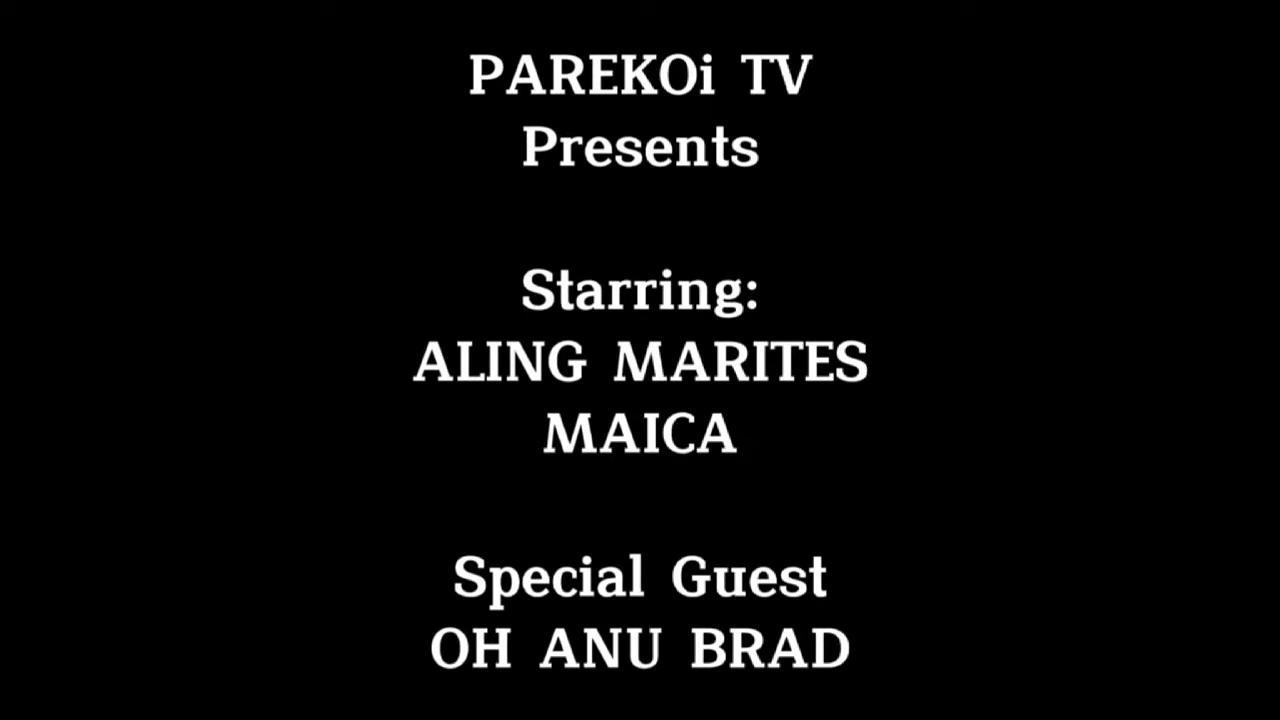 PAREKOi TV
Presents
Starring:
ALING MARITES
MAICA
Special Guest
OH ANU BRAD